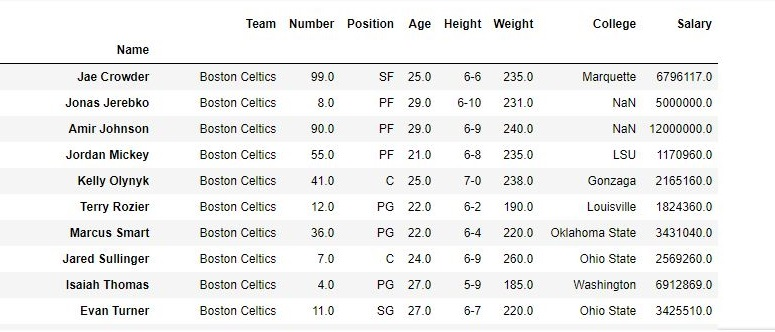 Team Number Position Age Height Weight College Salary
Name
Jae Crowder Boston Celtics 99.0 SF 25.0 6-6 235.0 Marquette 6796117.0
Jonas Jerebko Boston Celtics 8.0 PF 29.0 6-10 231.0 NaN 5000000.0
Amir Johnson Boston Celtics 90.0 PF 29.0 6-9 240.0 NaN 12000000.0
Jordan Mickey Boston Celtics 55.0 PF 21.0 6-8 235.0 LSU 1170960.0
Kelly Olynyk Boston Celtics 41.0 C 25.0 7-0 238.0 Gonzaga 2165160.0
Terry Rozier Boston Celtics 12.0 PG 22.0 6-2 190.0 Louisville 1824360.0
Marcus Smart Boston Celtics 36.0 PG 22.0 6-4 220.0 Oklahoma State 3431040.0
Jared Sullinger Boston Celtics 7.0 C 24.0 6-9 260.0 Ohio State 2569260.0
Isaiah Thomas Boston Celtics 4.0 PG 27.0 5-9 185.0 Washington 6912869.0
Evan Turner Boston Celtics 11.0 SG 27.0 6-7 220.0 Ohio State 3425510.0